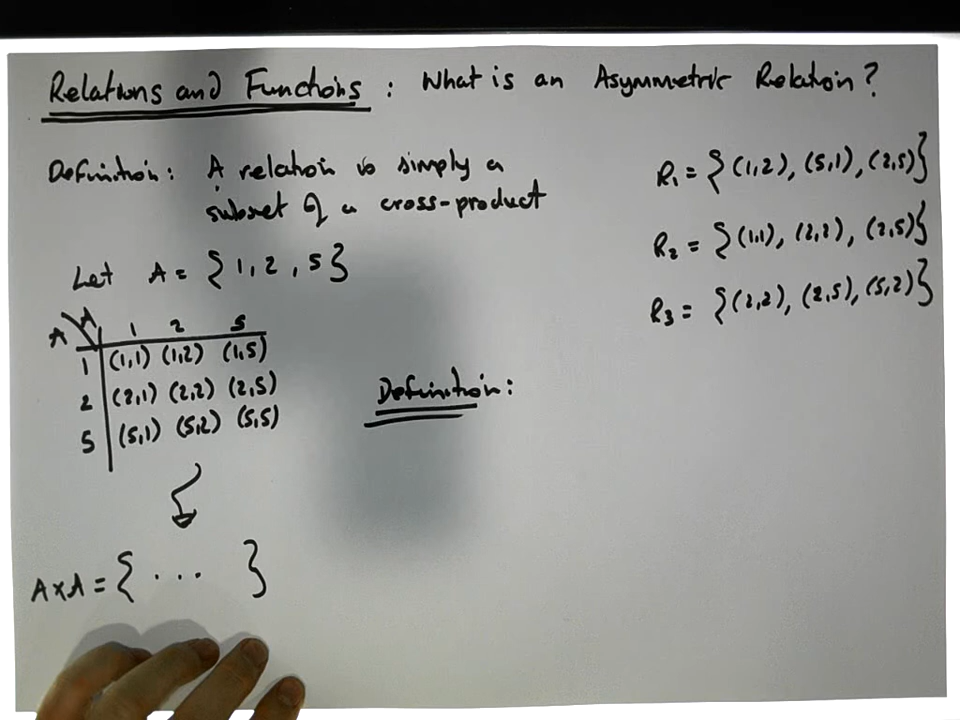 Relations and Functions : What is an Asymmetric Relation?
Definition: A relation is simply a
subset of a cross-product
Let A = {1, 2, 5}
A A 1 2 5
1 (1,1) (1,2) (1,5)
2 (2,1) (2,2) (2,5)
5 (5,1) (5,2) (5,5)
A×A = { ... }
Definition:
R₁ = {(1,2), (5,1), (2,5)}
R₂ = {(1,1), (2,2), (2,5)}
R₃ = {(2,2), (2,5), (5,2)}